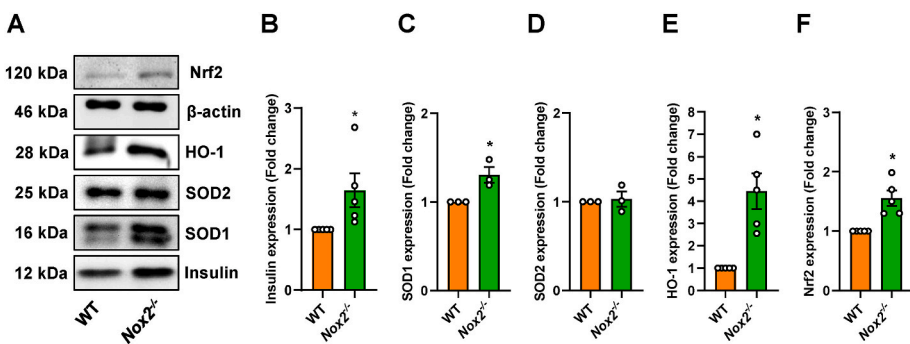 A
B
C
D
E
F
120 kDa
Nrf2
46 kDa
β-actin
28 kDa
HO-1
25 kDa
SOD2
16 kDa
SOD1
12 kDa
Insulin
WT
Nox2⁻/⁻
Insulin expression (Fold change)
3
2
1
0
*
WT
Nox2⁻/⁻
SOD1 expression (Fold change)
2
1
0
*
WT
Nox2⁻/⁻
SOD2 expression (Fold change)
2
1
0
WT
Nox2⁻/⁻
HO-1 expression (Fold change)
8
7
6
5
4
3
2
1
0
*
WT
Nox2⁻/⁻
Nrf2 expression (Fold change)
3
2
1
0
*
WT
Nox2⁻/⁻